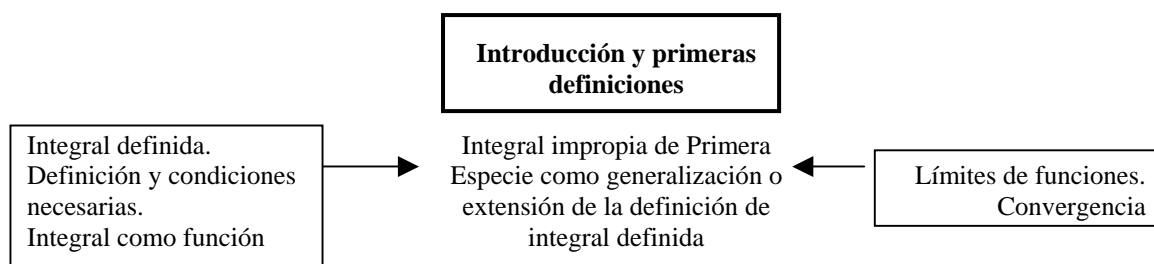 Introducción y primeras
definiciones
Integral definida.
Definición y condiciones
necesarias.
Integral como función
Integral impropia de Primera
Especie como generalización o
extensión de la definición de
integral definida
Límites de funciones.
Convergencia